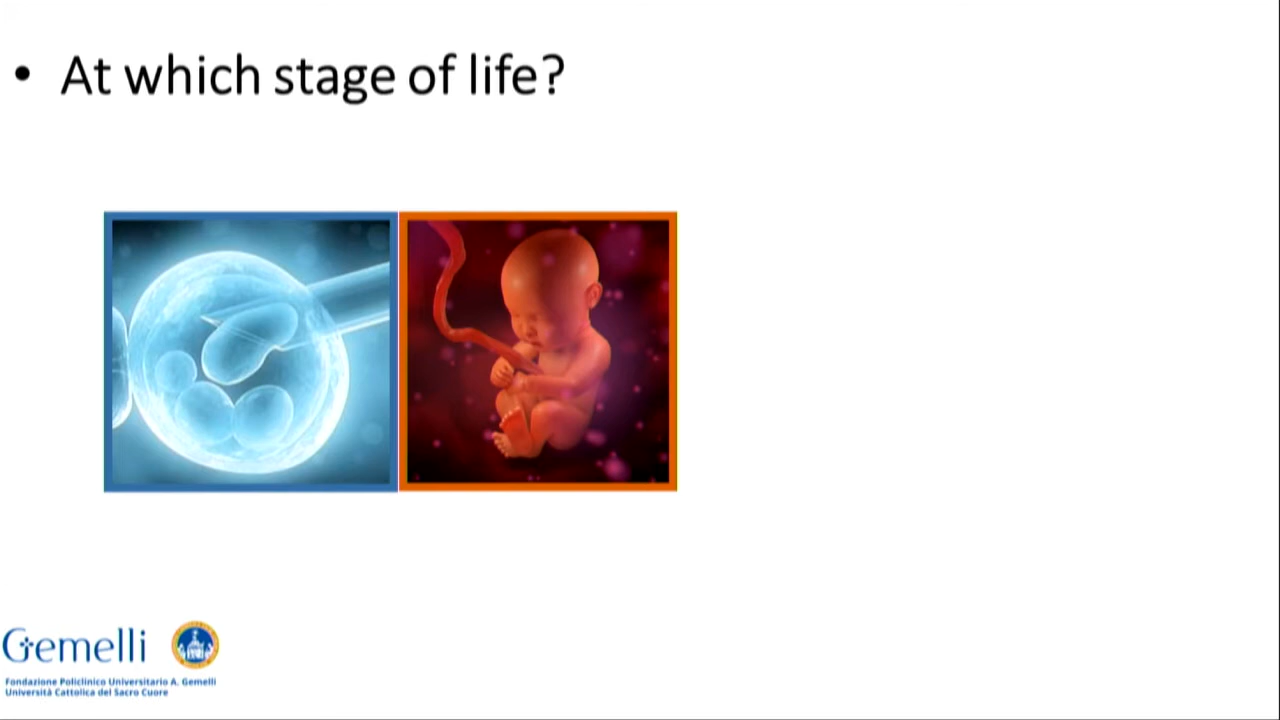 • At which stage of life?
Gemelli
Fondazione Policlinico Universitario A. Gemelli
Università Cattolica del Sacro Cuore